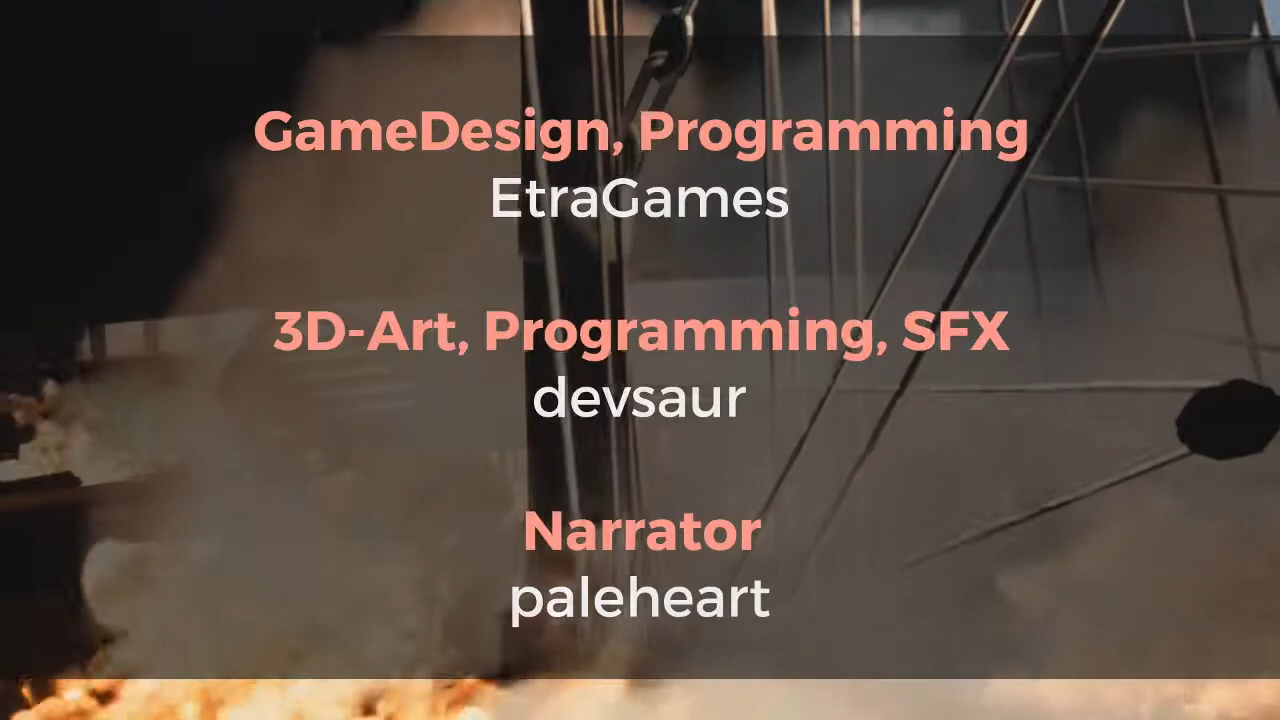 GameDesign, Programming
EtraGames
3D-Art, Programming, SFX
devsaur
Narrator
paleheart